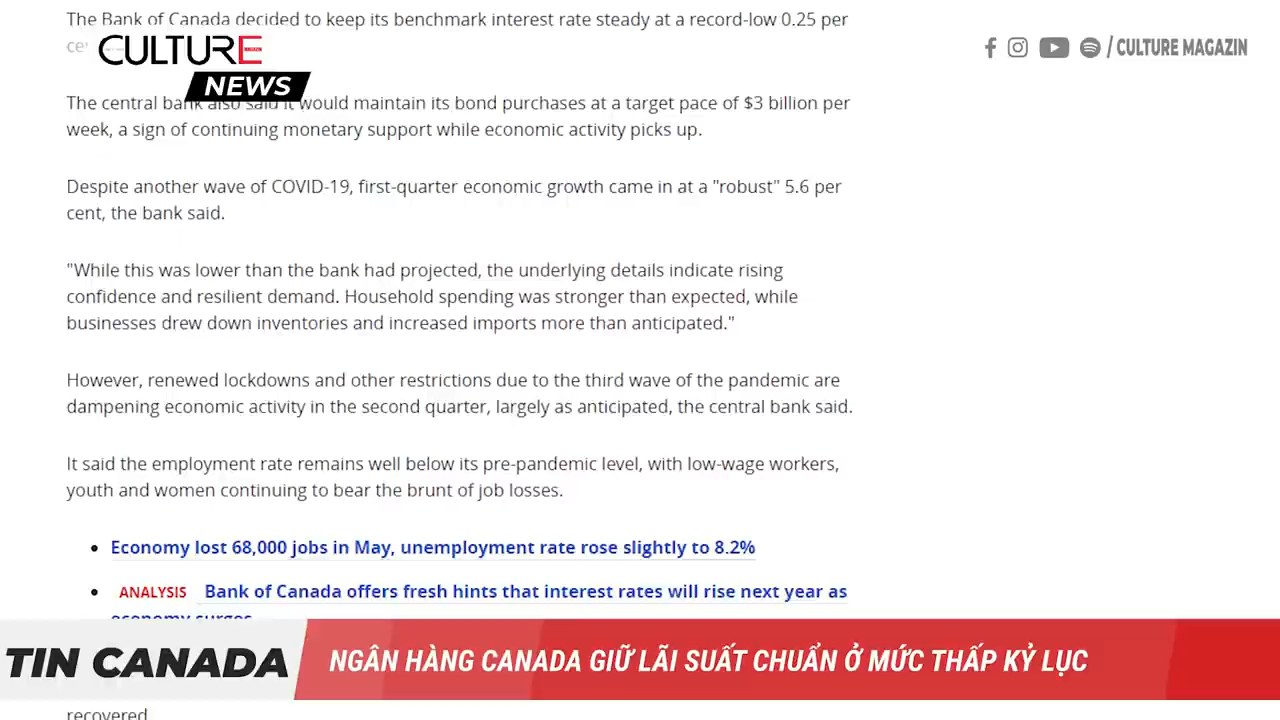 The Bank of Canada decided to keep its benchmark interest rate steady at a record-low 0.25 per
CULTURE
NEWS
/ CULTURE MAGAZIN
The central bank also said it would maintain its bond purchases at a target pace of $3 billion per
week, a sign of continuing monetary support while economic activity picks up.
Despite another wave of COVID-19, first-quarter economic growth came in at a "robust" 5.6 per
cent, the bank said.
"While this was lower than the bank had projected, the underlying details indicate rising
confidence and resilient demand. Household spending was stronger than expected, while
businesses drew down inventories and increased imports more than anticipated."
However, renewed lockdowns and other restrictions due to the third wave of the pandemic are
dampening economic activity in the second quarter, largely as anticipated, the central bank said.
It said the employment rate remains well below its pre-pandemic level, with low-wage workers,
youth and women continuing to bear the brunt of job losses.
Economy lost 68,000 jobs in May, unemployment rate rose slightly to 8.2%
ANALYSIS Bank of Canada offers fresh hints that interest rates will rise next year as
economy surges
TIN CANADA
NGÂN HÀNG CANADA GIỮ LÃI SUẤT CHUẨN Ở MỨC THẤP KỶ LỤC
recovered